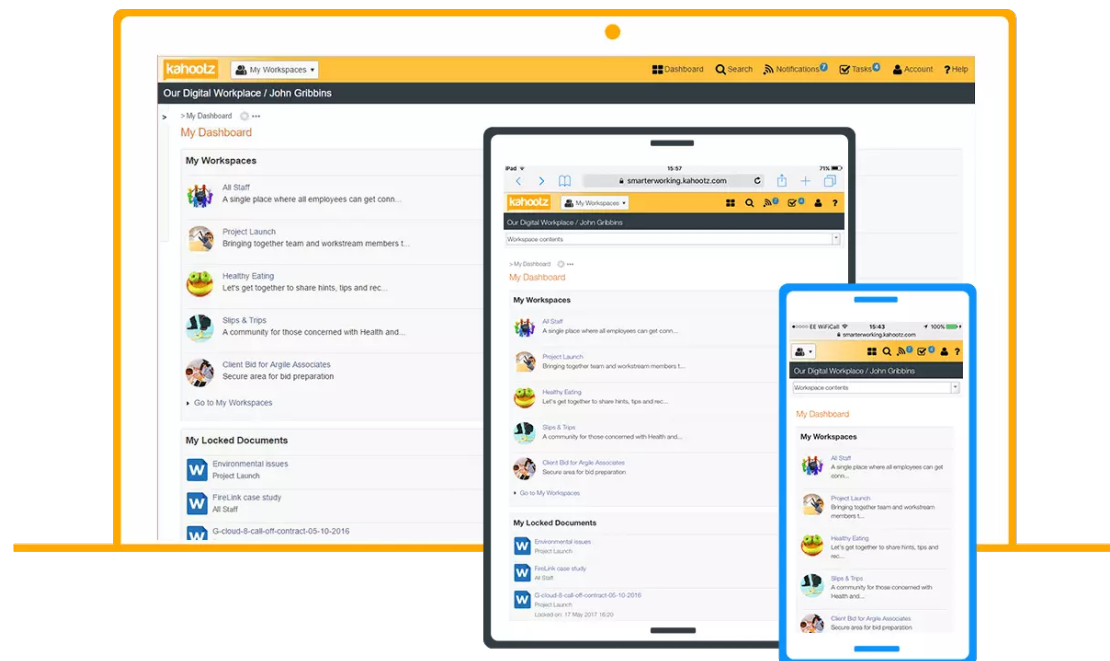 kahootz
My Workspaces
Dashboard Search Notifications 7 Tasks 4 Account ? Help
Our Digital Workplace / John Gribbins
> >My Dashboard
My Dashboard
My Workspaces
All Staff
A single place where all employees can get conn...
Project Launch
Bringing together team and workstream members t...
Healthy Eating
Let's get together to share hints, tips and rec...
Slips & Trips
A community for those concerned with Health and...
Client Bid for Argile Associates
Secure area for bid preparation
Go to My Workspaces
My Locked Documents
W Environmental issues
Project Launch
W FireLink case study
All Staff
W G-cloud-8-call-off-contract-05-10-2016
iPad 15:57 71%
smarterworking.kahootz.com
kahootz My Workspaces ?
Our Digital Workplace / John Gribbins
Workspace contents
>My Dashboard
My Dashboard
My Workspaces
All Staff
A single place where all employees can get conn...
Project Launch
Bringing together team and workstream members t...
Healthy Eating
Let's get together to share hints, tips and rec...
Slips & Trips
A community for those concerned with Health and...
Client Bid for Argile Associates
Secure area for bid preparation
Go to My Workspaces
My Locked Documents
W Environmental issues
Project Launch
W FireLink case study
All Staff
W G-cloud-8-call-off-contract-05-10-2016
Project Launch
Locked on: 17 May 2017 16:20
EE WiFiCall 15:43 100%
smarterworking.kahootz.com
?
Our Digital Workplace / John Gribbins
Workspace contents
My Dashboard
My Workspaces
All Staff
A single place where all employees can get
conn...
Project Launch
Bringing together team and workstream
members t...
Healthy Eating
Let's get together to share hints, tips and
rec...
Slips & Trips
A community for those concerned with
Health and...
Client Bid for Argile Associates
Secure area for bid preparation